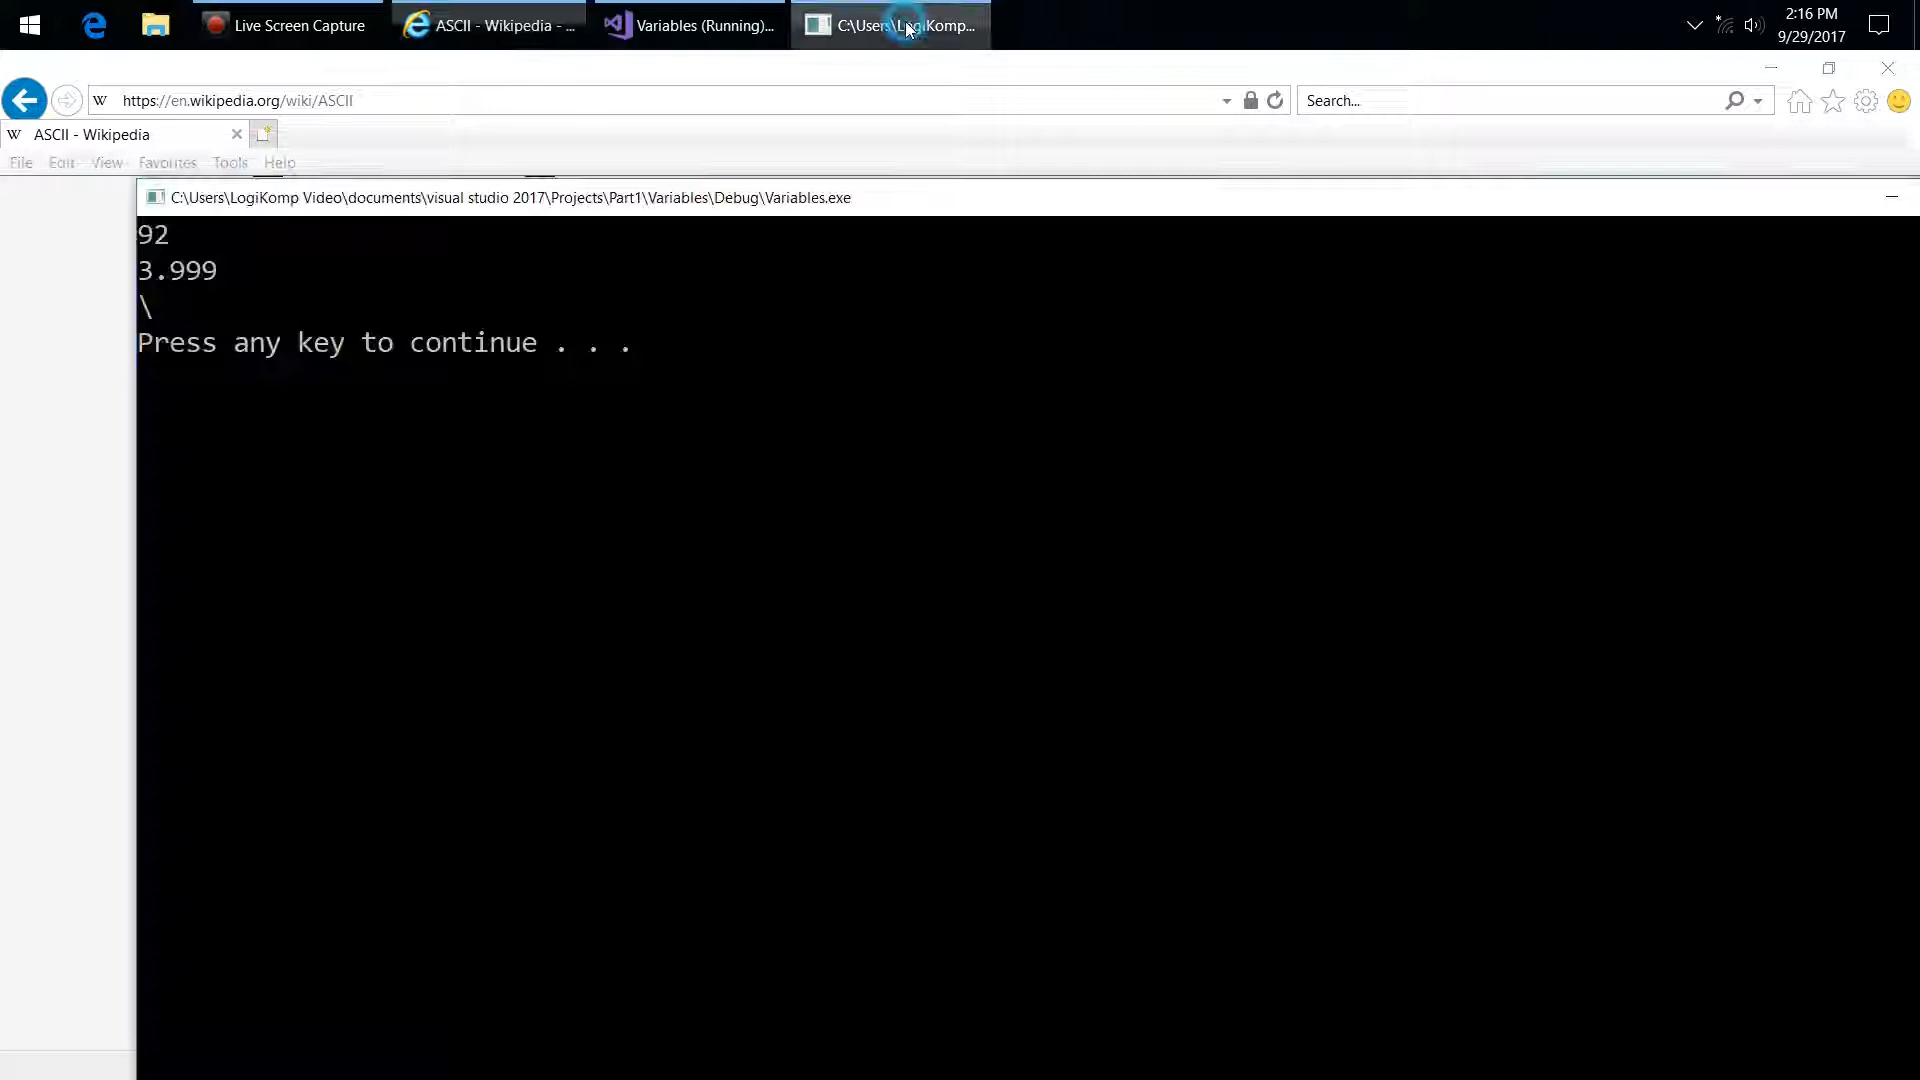 Live Screen Capture
ASCII - Wikipedia - ...
Variables (Running)...
C:\Users\LogiKomp...
2:16 PM
9/29/2017
W https://en.wikipedia.org/wiki/ASCII
Search...
W ASCII - Wikipedia
File Edit View Favorites Tools Help
C:\Users\LogiKomp Video\documents\visual studio 2017\Projects\Part1\Variables\Debug\Variables.exe
92
3.999
\
Press any key to continue . . .